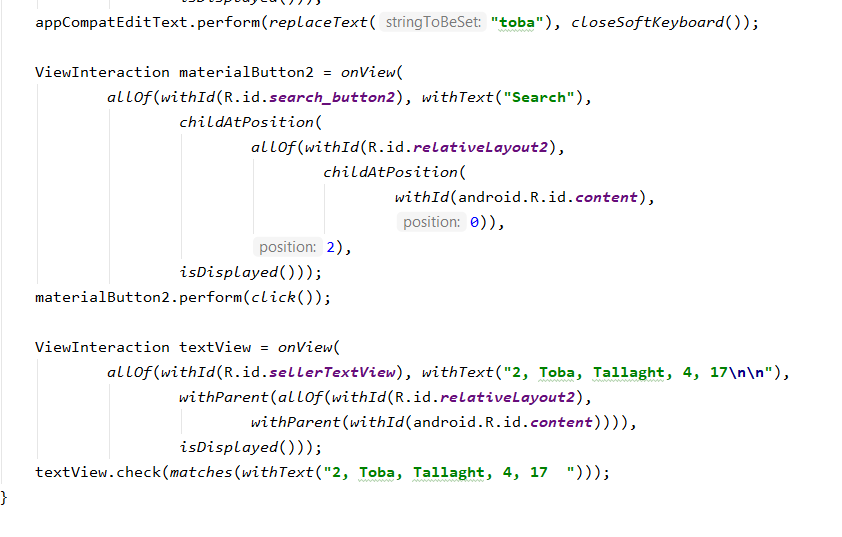 isDisplayed()));
appCompatEditText.perform(replaceText( stringToBeSet: "toba"), closeSoftKeyboard());
ViewInteraction materialButton2 = onView(
allOf(withId(R.id.search_button2), withText("Search"),
childAtPosition(
allOf(withId(R.id.relativeLayout2),
childAtPosition(
withId(android.R.id.content),
position: 0)),
position: 2),
isDisplayed()));
materialButton2.perform(click());
ViewInteraction textView = onView(
allOf(withId(R.id.sellerTextView), withText("2, Toba, Tallaght, 4, 17\n\n"),
withParent(allOf(withId(R.id.relativeLayout2),
withParent(withId(android.R.id.content)))),
isDisplayed()));
textView.check(matches(withText("2, Toba, Tallaght, 4, 17  ")));
}